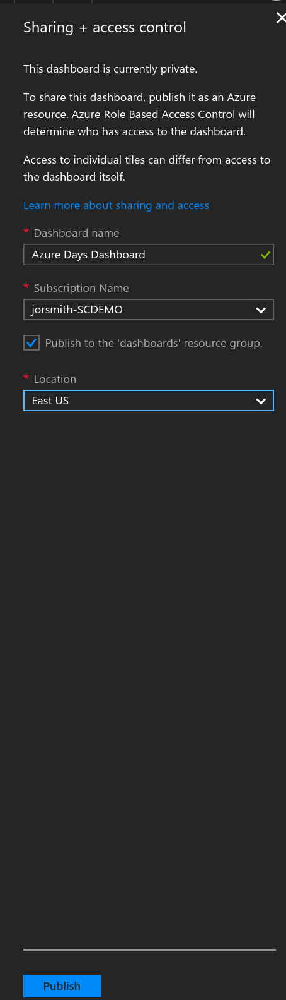 Sharing + access control
This dashboard is currently private.
To share this dashboard, publish it as an Azure
resource. Azure Role Based Access Control will
determine who has access to the dashboard.
Access to individual tiles can differ from access to
the dashboard itself.
Learn more about sharing and access
* Dashboard name
Azure Days Dashboard
* Subscription Name
jorsmith-SCDEMO
Publish to the 'dashboards' resource group.
* Location
East US
Publish